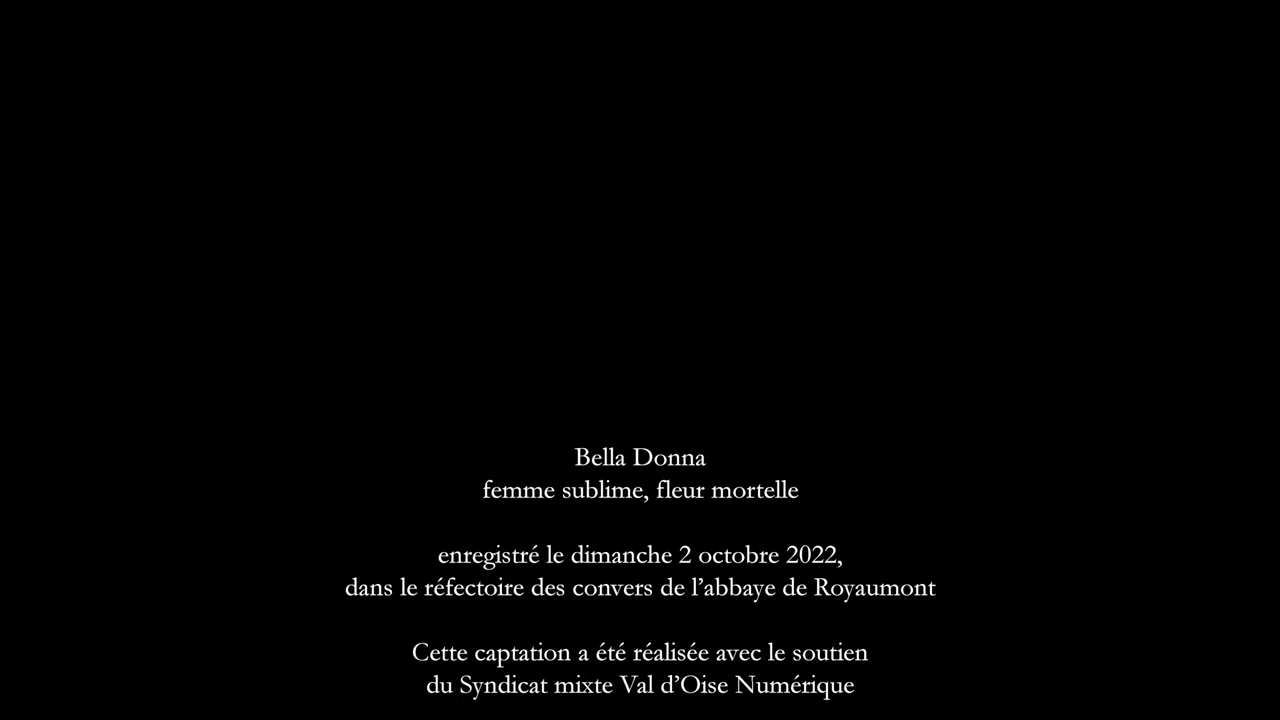 Bella Donna
femme sublime, fleur mortelle
enregistré le dimanche 2 octobre 2022,
dans le réfectoire des convers de l’abbaye de Royaumont
Cette captation a été réalisée avec le soutien
du Syndicat mixte Val d’Oise Numérique